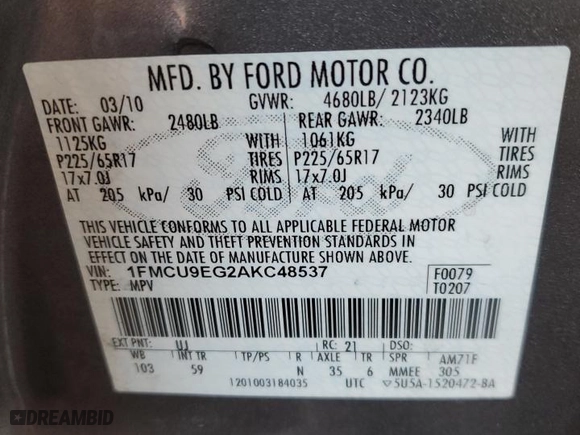 MFD. BY FORD MOTOR CO.
DATE: 03/10 GVWR: 4680LB/ 2123KG
FRONT GAWR: 2480LB REAR GAWR: 2340LB
1125KG WITH 1061KG WITH
P225/65R17 TIRES P225/65R17 TIRES
17x7.0J RIMS 17x7.0J RIMS
AT 205 kPa/ 30 PSI COLD AT 205 kPa/ 30 PSI COLD
THIS VEHICLE CONFORMS TO ALL APPLICABLE FEDERAL MOTOR
VEHICLE SAFETY AND THEFT PREVENTION STANDARDS IN
EFFECT ON THE DATE OF MANUFACTURE SHOWN ABOVE.
VIN: 1FMCU9EG2AKC48537 F0079
TYPE: MPV T0207
EXT PNT: UJ RC: 21 DSO:
WB INT TR TP/PS R AXLE TR SPR AM71F
103 59 N 35 6 MMEE 305
1201003184035 UTC 5U5A-1520472-BA
DREAMBID